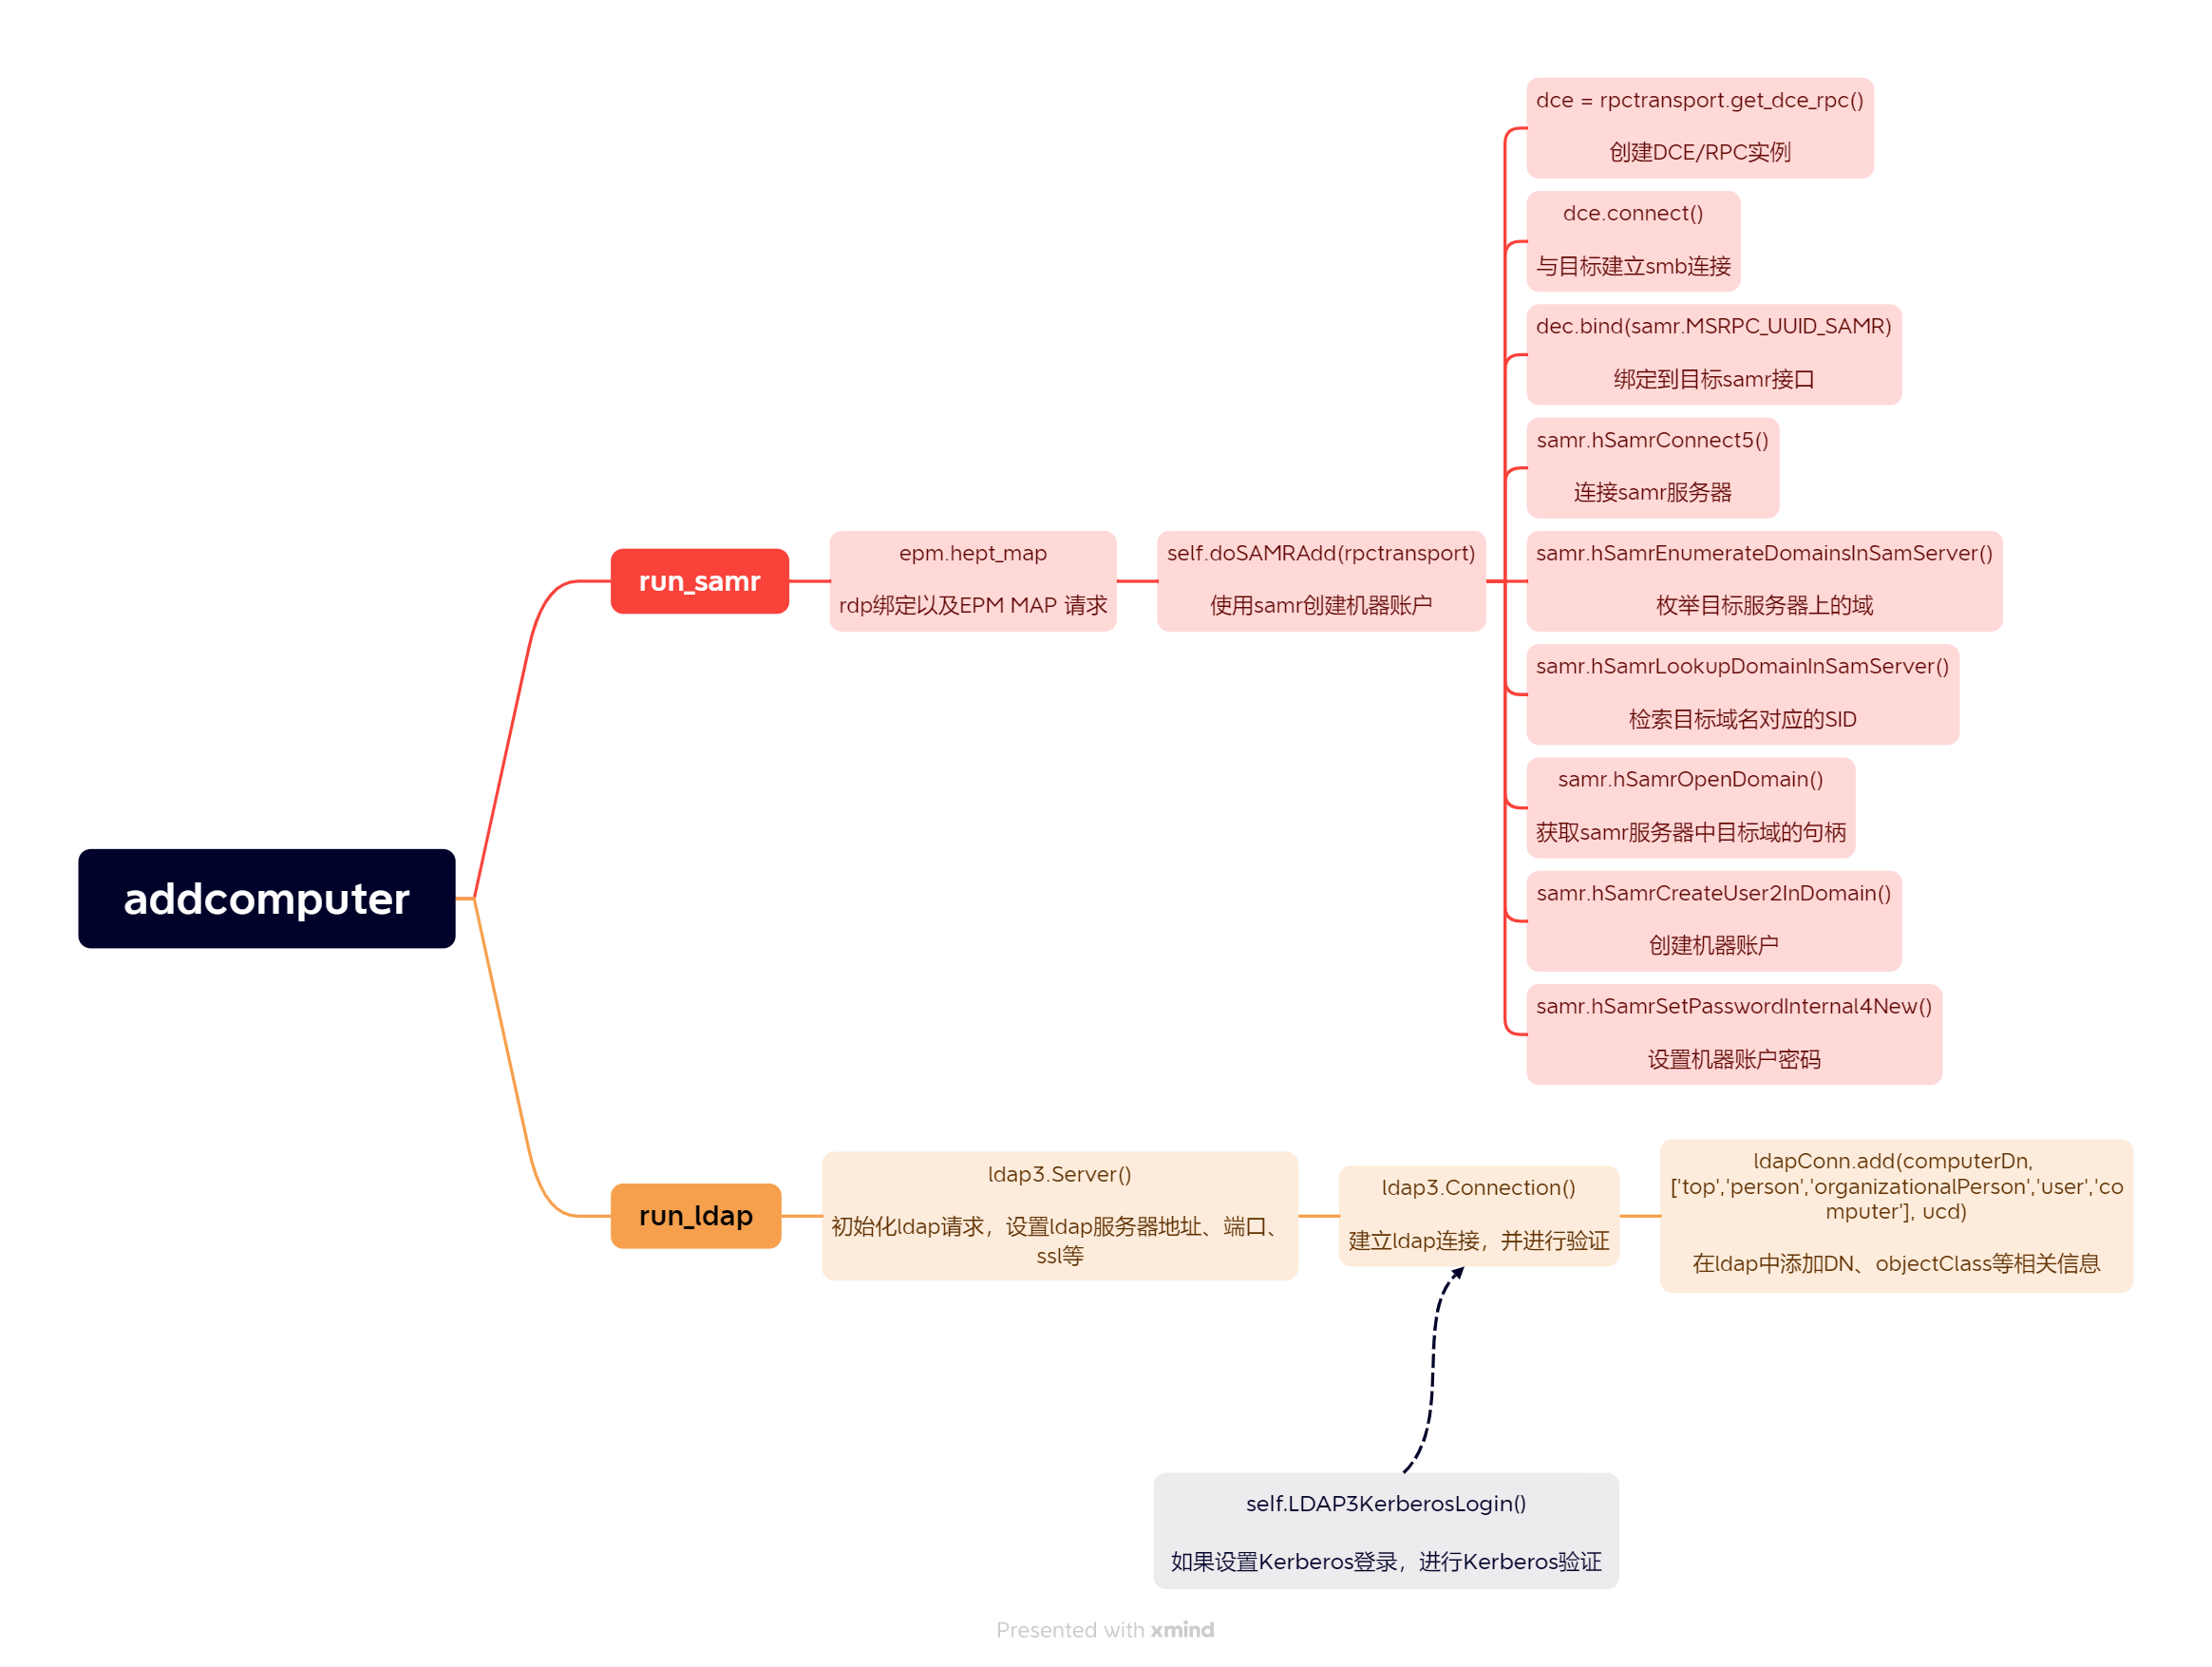 addcomputer
run_samr
epm.hept_map
rdp绑定以及EPM MAP 请求
self.doSAMRAdd(rpctransport)
使用samr创建机器账户
dce = rpctransport.get_dce_rpc()
创建DCE/RPC实例
dce.connect()
与目标建立smb连接
dec.bind(samr.MSRPC_UUID_SAMR)
绑定到目标samr接口
samr.hSamrConnect5()
连接samr服务器
samr.hSamrEnumerateDomainsInSamServer()
枚举目标服务器上的域
samr.hSamrLookupDomainInSamServer()
检索目标域名对应的SID
samr.hSamrOpenDomain()
获取samr服务器中目标域的句柄
samr.hSamrCreateUser2InDomain()
创建机器账户
samr.hSamrSetPasswordInternal4New()
设置机器账户密码
run_ldap
ldap3.Server()
初始化ldap请求，设置ldap服务器地址、端口、
ssl等
ldap3.Connection()
建立ldap连接，并进行验证
ldapConn.add(computerDn,
['top','person','organizationalPerson','user','co
mputer'], ucd)
在ldap中添加DN、objectClass等相关信息
self.LDAP3KerberosLogin()
如果设置Kerberos登录，进行Kerberos验证
Presented with xmind